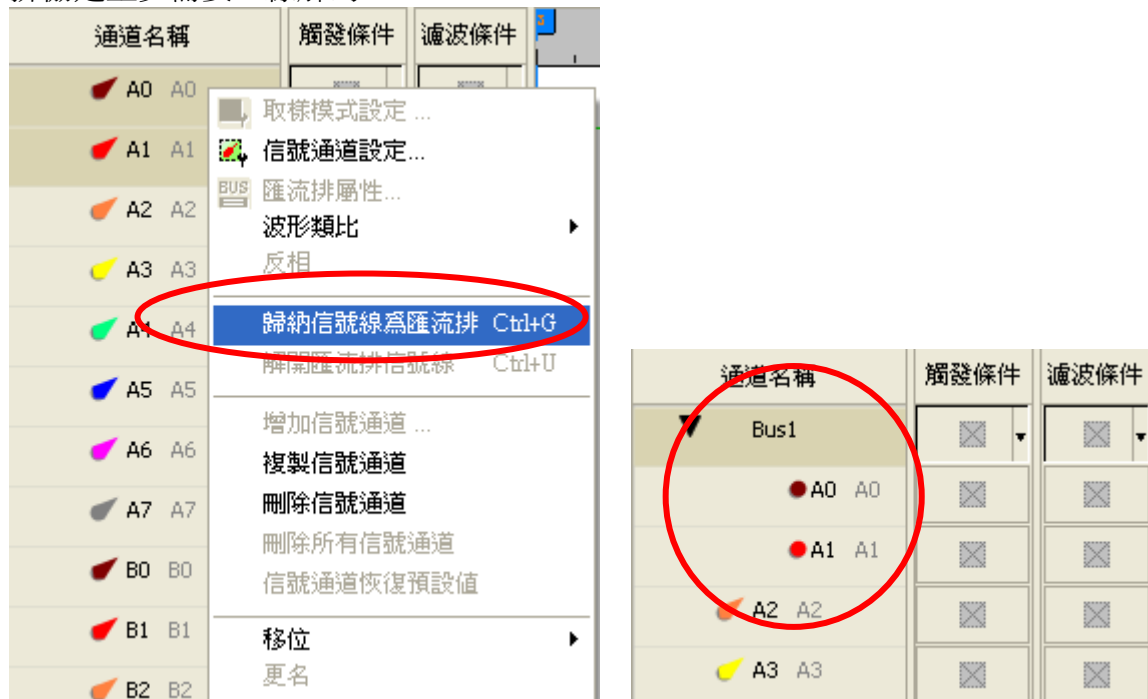 通道名稱 觸發條件 濾波條件
A0 A0
A1 A1
A2 A2
A3 A3
A4 A4
A5 A5
A6 A6
A7 A7
B0 B0
B1 B1
B2 B2
取樣模式設定 ...
信號通道設定...
BUS 匯流排屬性...
波形類比
反相
歸納信號線爲匯流排 Ctrl+G
解開匯流排信號線 Ctrl+U
增加信號通道 ...
複製信號通道
刪除信號通道
刪除所有信號通道
信號通道恢復預設值
移位
更名
通道名稱 觸發條件 濾波條件
Bus1
A0 A0
A1 A1
A2 A2
A3 A3